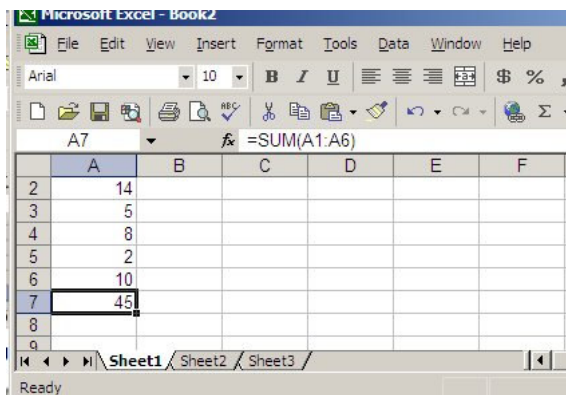 Microsoft Excel - Book2
File Edit View Insert Format Tools Data Window Help
Arial 10 B I U $ %
ABC Σ
A7 fx =SUM(A1:A6)
A B C D E F
2 14
3 5
4 8
5 2
6 10
7 45
8
9
Sheet1 Sheet2 Sheet3
Ready